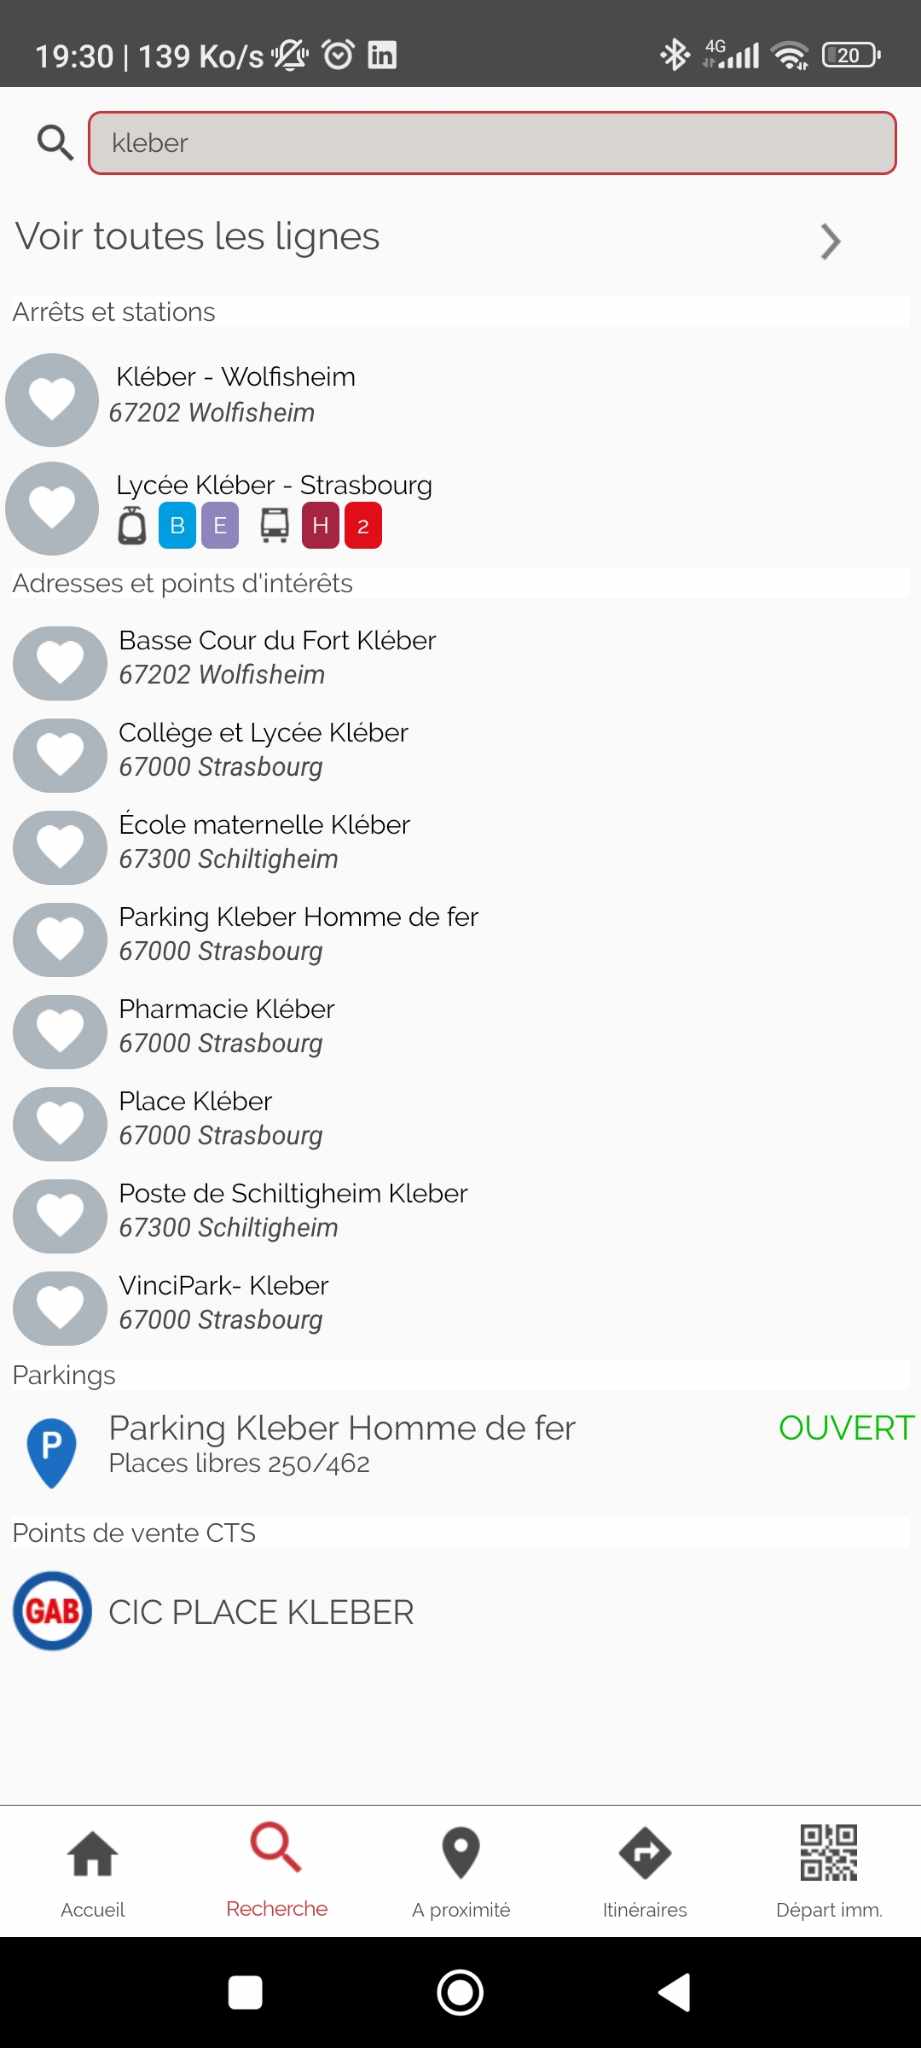 19:30 | 139 Ko/s
4G
20
kleber
Voir toutes les lignes
Arrêts et stations
Kléber - Wolfisheim
67202 Wolfisheim
Lycée Kléber - Strasbourg
B E H 2
Adresses et points d'intérêts
Basse Cour du Fort Kléber
67202 Wolfisheim
Collège et Lycée Kléber
67000 Strasbourg
École maternelle Kléber
67300 Schiltigheim
Parking Kleber Homme de fer
67000 Strasbourg
Pharmacie Kléber
67000 Strasbourg
Place Kléber
67000 Strasbourg
Poste de Schiltigheim Kleber
67300 Schiltigheim
VinciPark- Kleber
67000 Strasbourg
Parkings
P
Parking Kleber Homme de fer OUVERT
Places libres 250/462
Points de vente CTS
GAB CIC PLACE KLEBER
Accueil Recherche A proximité Itinéraires Départ imm.